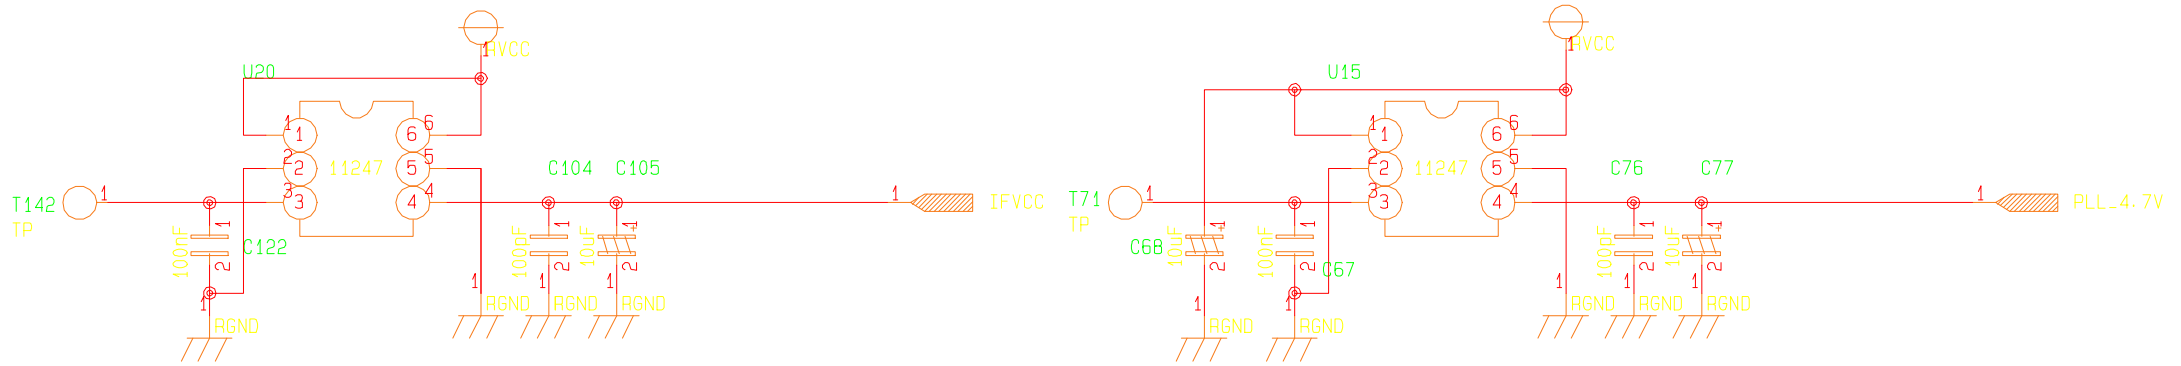 1
RVCC
U20
1 1
6 6
2 2
11247
5 5
3 3
4 4
T142
TP
1
C104
C105
1
IFVCC
100nF
1
2
C122
1
RGND
1
RGND
100pF
1
2
1
RGND
10uF
1
+
2
1
RGND
1
RVCC
U15
1 1
6 6
2 2
11247
5 5
3 3
4 4
T71
TP
1
C76
C77
1
PLL_4.7V
C68
10uF
1
+
2
1
RGND
100nF
1
2
C67
1
RGND
1
RGND
100pF
1
2
1
RGND
10uF
1
+
2
1
RGND